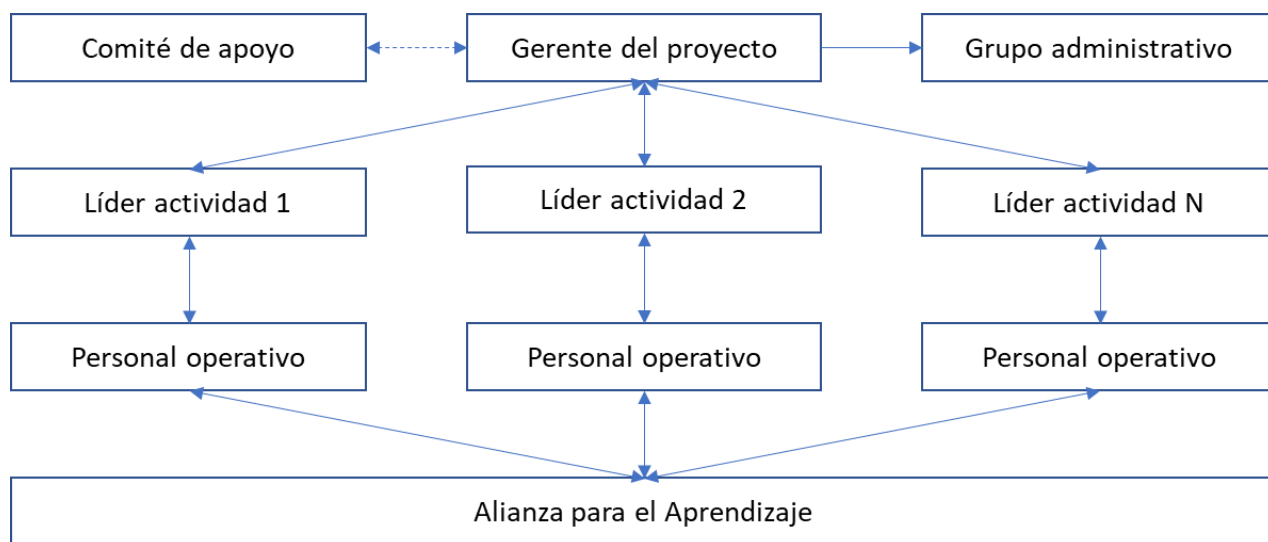 Comité de apoyo
Gerente del proyecto
Grupo administrativo
Líder actividad 1
Líder actividad 2
Líder actividad N
Personal operativo
Personal operativo
Personal operativo
Alianza para el Aprendizaje